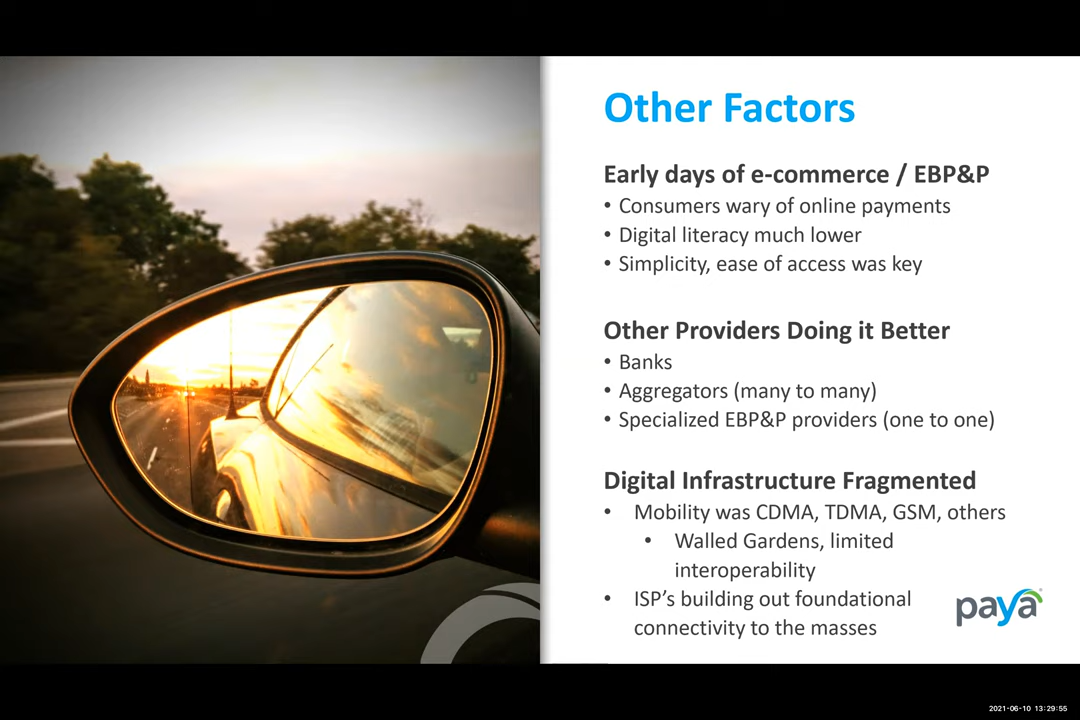 Other Factors
Early days of e-commerce / EBP&P
• Consumers wary of online payments
• Digital literacy much lower
• Simplicity, ease of access was key
Other Providers Doing it Better
• Banks
• Aggregators (many to many)
• Specialized EBP&P providers (one to one)
Digital Infrastructure Fragmented
• Mobility was CDMA, TDMA, GSM, others
• Walled Gardens, limited
interoperability
• ISP's building out foundational
connectivity to the masses
paya
2021-06-10 13:29:55